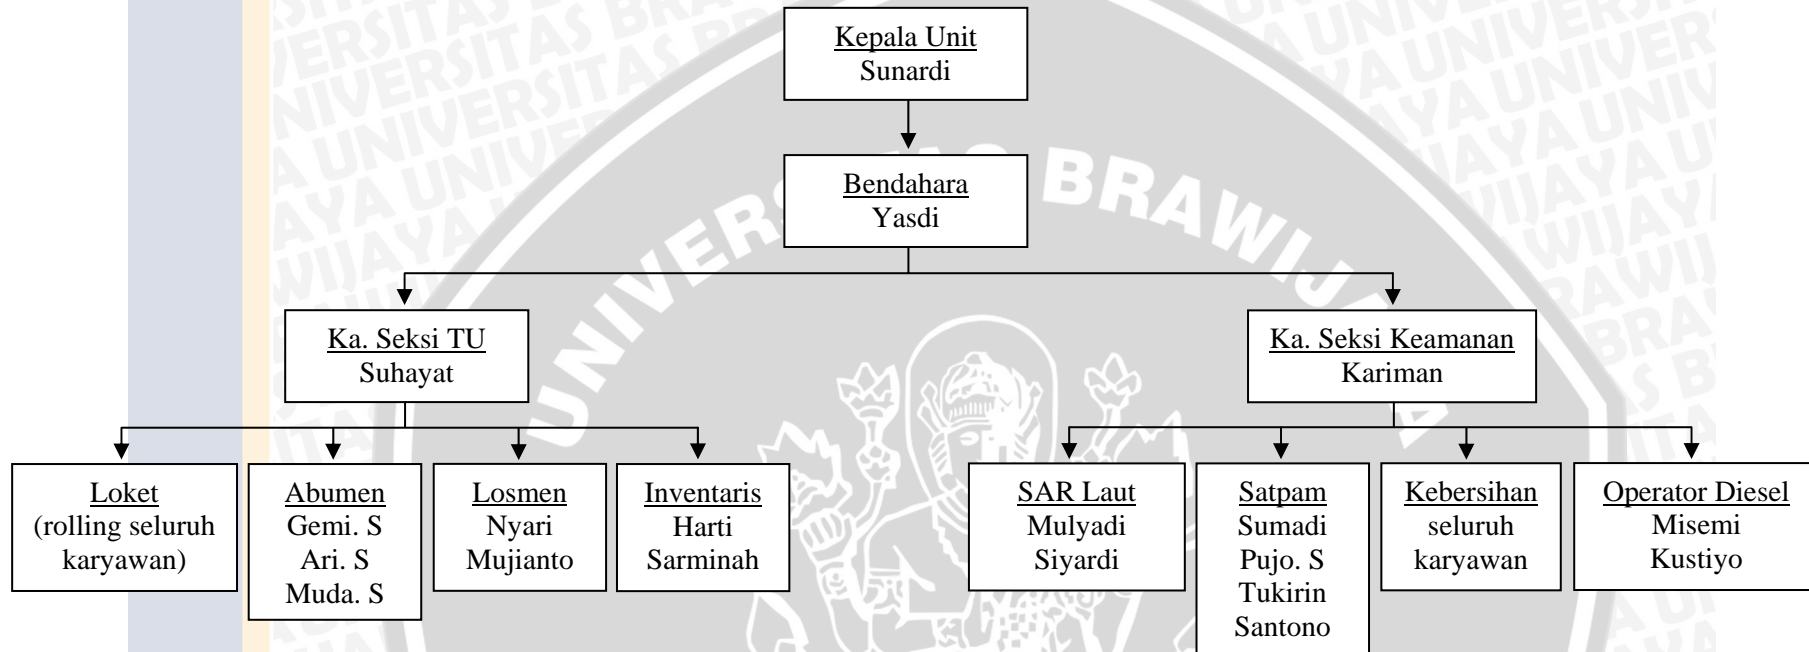 Kepala Unit
Sunardi
Bendahara
Yasdi
Ka. Seksi TU
Suhayat
Ka. Seksi Keamanan
Kariman
Loket
(rolling seluruh
karyawan)
Abumen
Gemi. S
Ari. S
Muda. S
Losmen
Nyari
Mujianto
Inventaris
Harti
Sarminah
SAR Laut
Mulyadi
Siyardi
Satpam
Sumadi
Pujo. S
Tukirin
Santono
Kebersihan
seluruh
karyawan
Operator Diesel
Misemi
Kustiyo